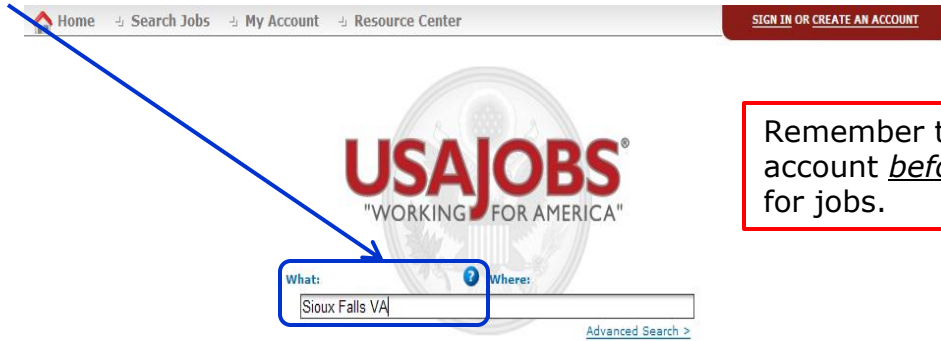 Home Search Jobs My Account Resource Center
SIGN IN OR CREATE AN ACCOUNT
USAJOBS®
"WORKING FOR AMERICA"
Remember
account
for jobs.
What: ? Where:
Sioux Falls VA
Advanced Search >